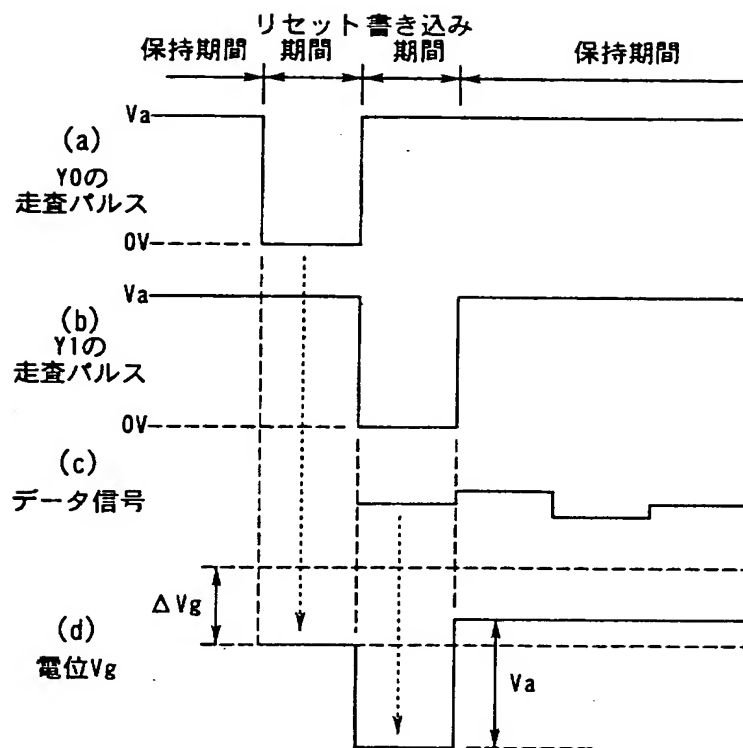 リセット 書き込み
保持期間 期間 期間 保持期間
Va
(a)
Y0の
走査パルス
0V
Va
(b)
Y1の
走査パルス
0V
(c)
データ信号
ΔVg
(d)
電位Vg
Va